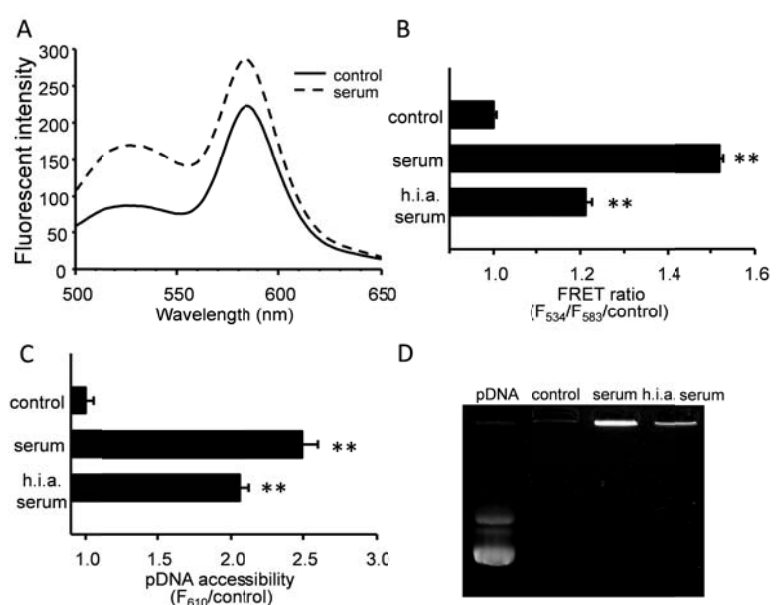 A
Fluorescent intensity
300
250
200
150
100
50
0
control
serum
500
550
600
650
Wavelength (nm)
B
control
serum
h.i.a.
serum
**
**
1.0
1.2
1.4
1.6
FRET ratio
(F534/F583/control)
C
control
serum
h.i.a.
serum
**
**
1.0
1.5
2.0
2.5
3.0
pDNA accessibility
(F610/control)
D
pDNA control serum h.i.a. serum